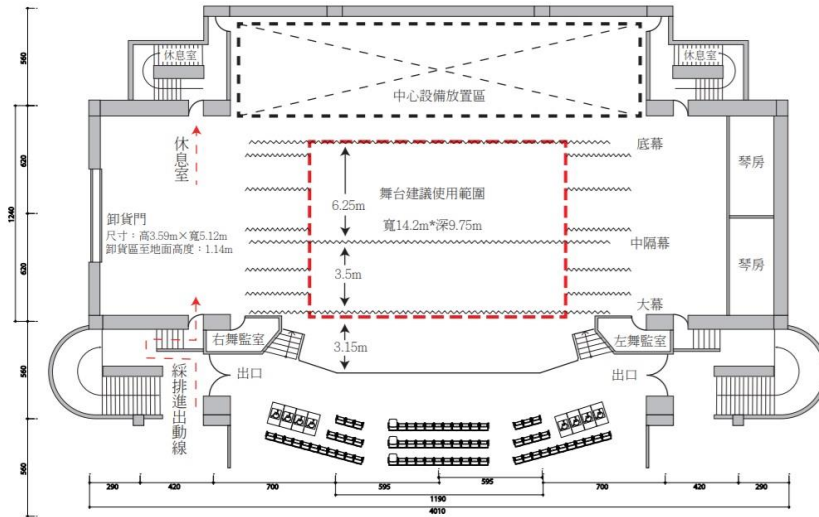 休息室
休息室
中心設備放置區
560
底幕
休息室
琴房
舞台建議使用範圍
寬14.2m*深9.75m
6.25m
620
1240
卸貨門
尺寸：高3.59m×寬5.12m
卸貨區至地面高度：1.14m
中隔幕
琴房
3.5m
620
大幕
右舞監室
左舞監室
3.15m
560
出口
出口
綵排進出動線
560
290
420
700
595
595
700
420
290
1190
4010